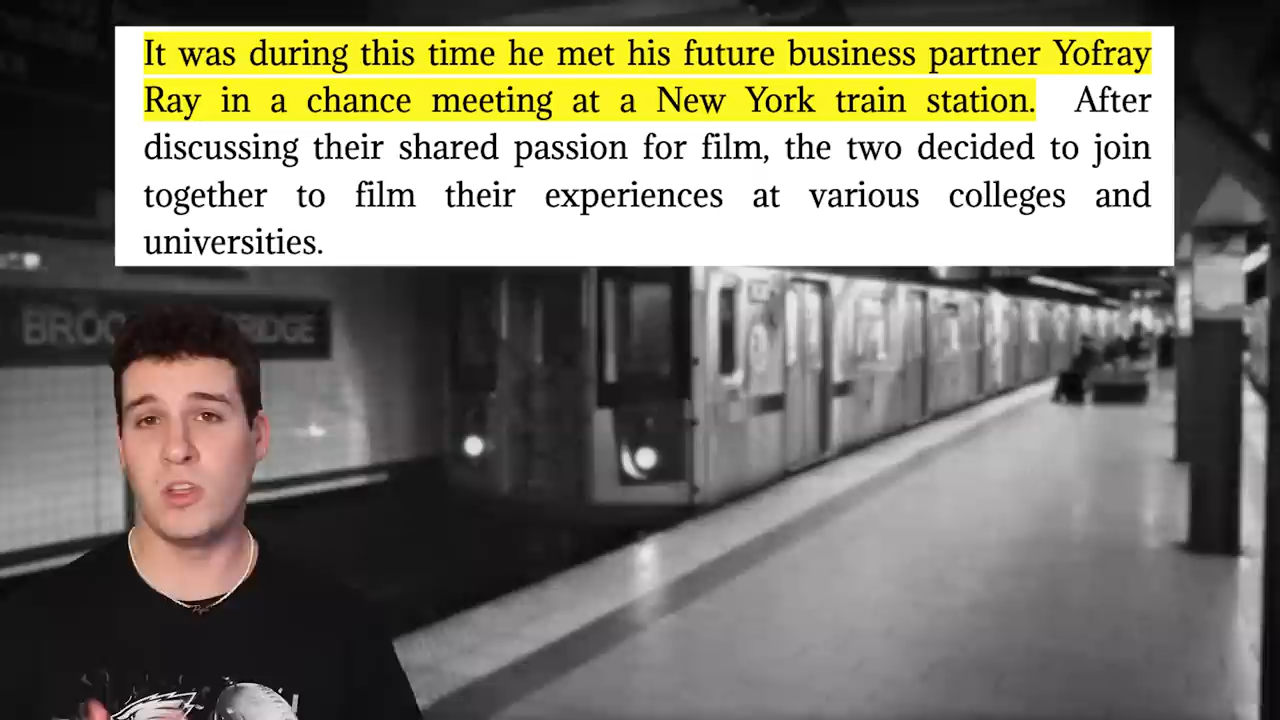 It was during this time he met his future business partner Yofray
Ray in a chance meeting at a New York train station. After
discussing their shared passion for film, the two decided to join
together to film their experiences at various colleges and
universities.